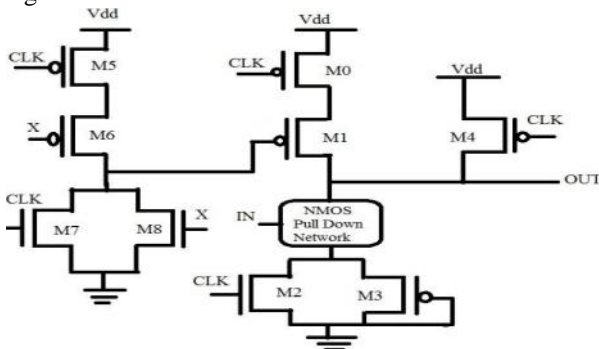 Vdd
Vdd
CLK
M5
CLK
M0
Vdd
X
M6
M1
M4
CLK
OUT
CLK
M7
M8
X
IN
NMOS
Pull Down
Network
CLK
M2
M3